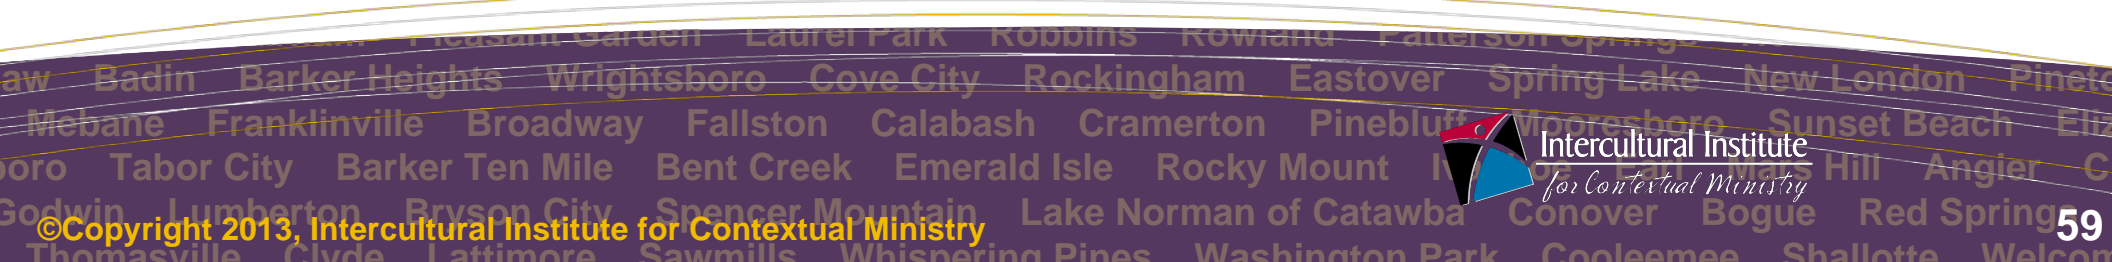 Pleasant Garden Laurel Park Robbins Rowland Patterson Springs
Badin Barker Heights Wrightsboro Cove City Rockingham Eastover Spring Lake New London
Mebane Franklinville Broadway Fallston Calabash Cramerton Pinebluff Mooresboro Sunset Beach
Tabor City Barker Ten Mile Bent Creek Emerald Isle Rocky Mount Earl Mars Hill Angier
Intercultural Institute
for Contextual Ministry
Godwin Lumberton Bryson City Spencer Mountain Lake Norman of Catawba Conover Bogue Red Springs
©Copyright 2013, Intercultural Institute for Contextual Ministry
59
Thomasville Clyde Lattimore Sawmills Whispering Pines Washington Park Cooleemee Shallotte